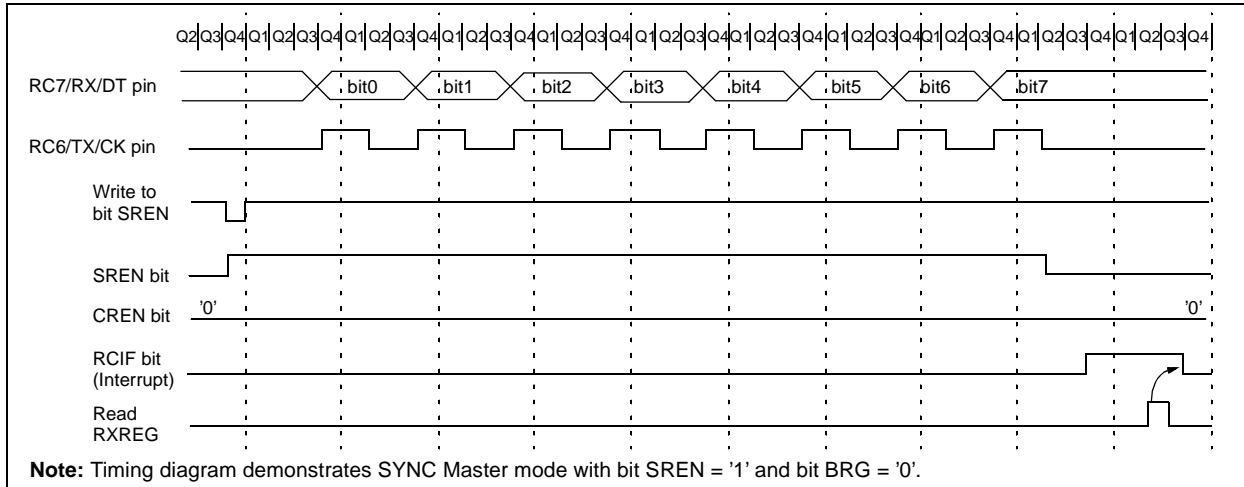 Q2 Q3 Q4 Q1 Q2 Q3 Q4 Q1 Q2 Q3 Q4 Q1 Q2 Q3 Q4 Q1 Q2 Q3 Q4 Q1 Q2 Q3 Q4 Q1 Q2 Q3 Q4 Q1 Q2 Q3 Q4 Q1 Q2 Q3 Q4 Q1 Q2 Q3 Q4 Q1 Q2 Q3 Q4
RC7/RX/DT pin bit0 bit1 bit2 bit3 bit4 bit5 bit6 bit7
RC6/TX/CK pin
Write to
bit SREN
SREN bit
CREN bit '0' '0'
RCIF bit
(Interrupt)
Read
RXREG
Note: Timing diagram demonstrates SYNC Master mode with bit SREN = '1' and bit BRG = '0'.